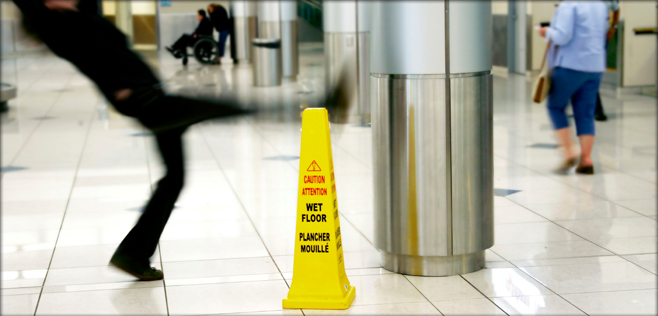 CAUTION
ATTENTION
WET
FLOOR
PLANCHER
MOUILLÉ